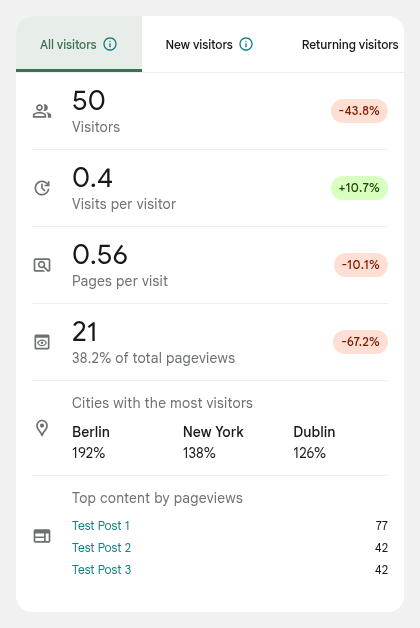 All visitors New visitors Returning visitors
50 -43.8%
Visitors
0.4 +10.7%
Visits per visitor
0.56 -10.1%
Pages per visit
21 -67.2%
38.2% of total pageviews
Cities with the most visitors
Berlin New York Dublin
192% 138% 126%
Top content by pageviews
Test Post 1 77
Test Post 2 42
Test Post 3 42